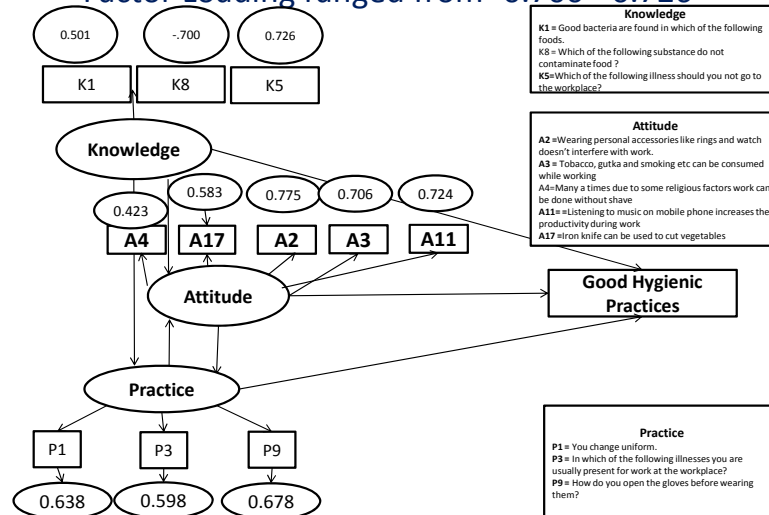 Factor Loading ranged from -0.700 - 0.726
0.501
-.700
0.726
K1
K8
K5
Knowledge
0.423
0.583
0.775
0.706
0.724
A4
A17
A2
A3
A11
Attitude
Good Hygienic
Practices
Practice
P1
P3
P9
0.638
0.598
0.678
Knowledge
K1 = Good bacteria are found in which of the following
foods.
K8 = Which of the following substance do not
contaminate food ?
K5=Which of the following illness should you not go to
the workplace?
Attitude
A2 =Wearing personal accessories like rings and watch
doesn't interfere with work.
A3 = Tobacco, gutka and smoking etc can be consumed
while working
A4=Many a times due to some religious factors work can
be done without shave
A11= =Listening to music on mobile phone increases the
productivity during work
A17 =Iron knife can be used to cut vegetables
Practice
P1 = You change uniform.
P3 = In which of the following illnesses you are
usually present for work at the workplace?
P9 = How do you open the gloves before wearing
them?